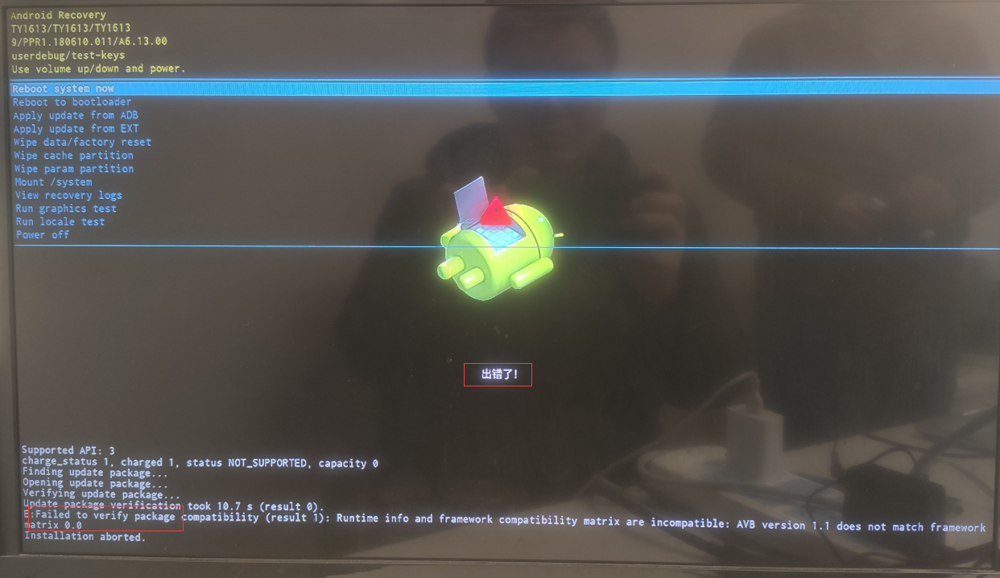 Android Recovery
TY1613/TY1613/TY1613
9/PPR1.180610.011/A6.13.00
userdebug/test-keys
Use volume up/down and power.
Reboot system now
Reboot to bootloader
Apply update from ADB
Apply update from EXT
Wipe data/factory reset
Wipe cache partition
Wipe param partition
Mount /system
View recovery logs
Run graphics test
Run locale test
Power off
出错了!
Supported API: 3
charge_status 1, charged 1, status NOT_SUPPORTED, capacity 0
Finding update package...
Opening update package...
Verifying update package...
Update package verification took 10.7 s (result 0).
E:Failed to verify package compatibility (result 1): Runtime info and framework compatibility matrix are incompatible: AVB version 1.1 does not match framework
matrix 0.0
Installation aborted.